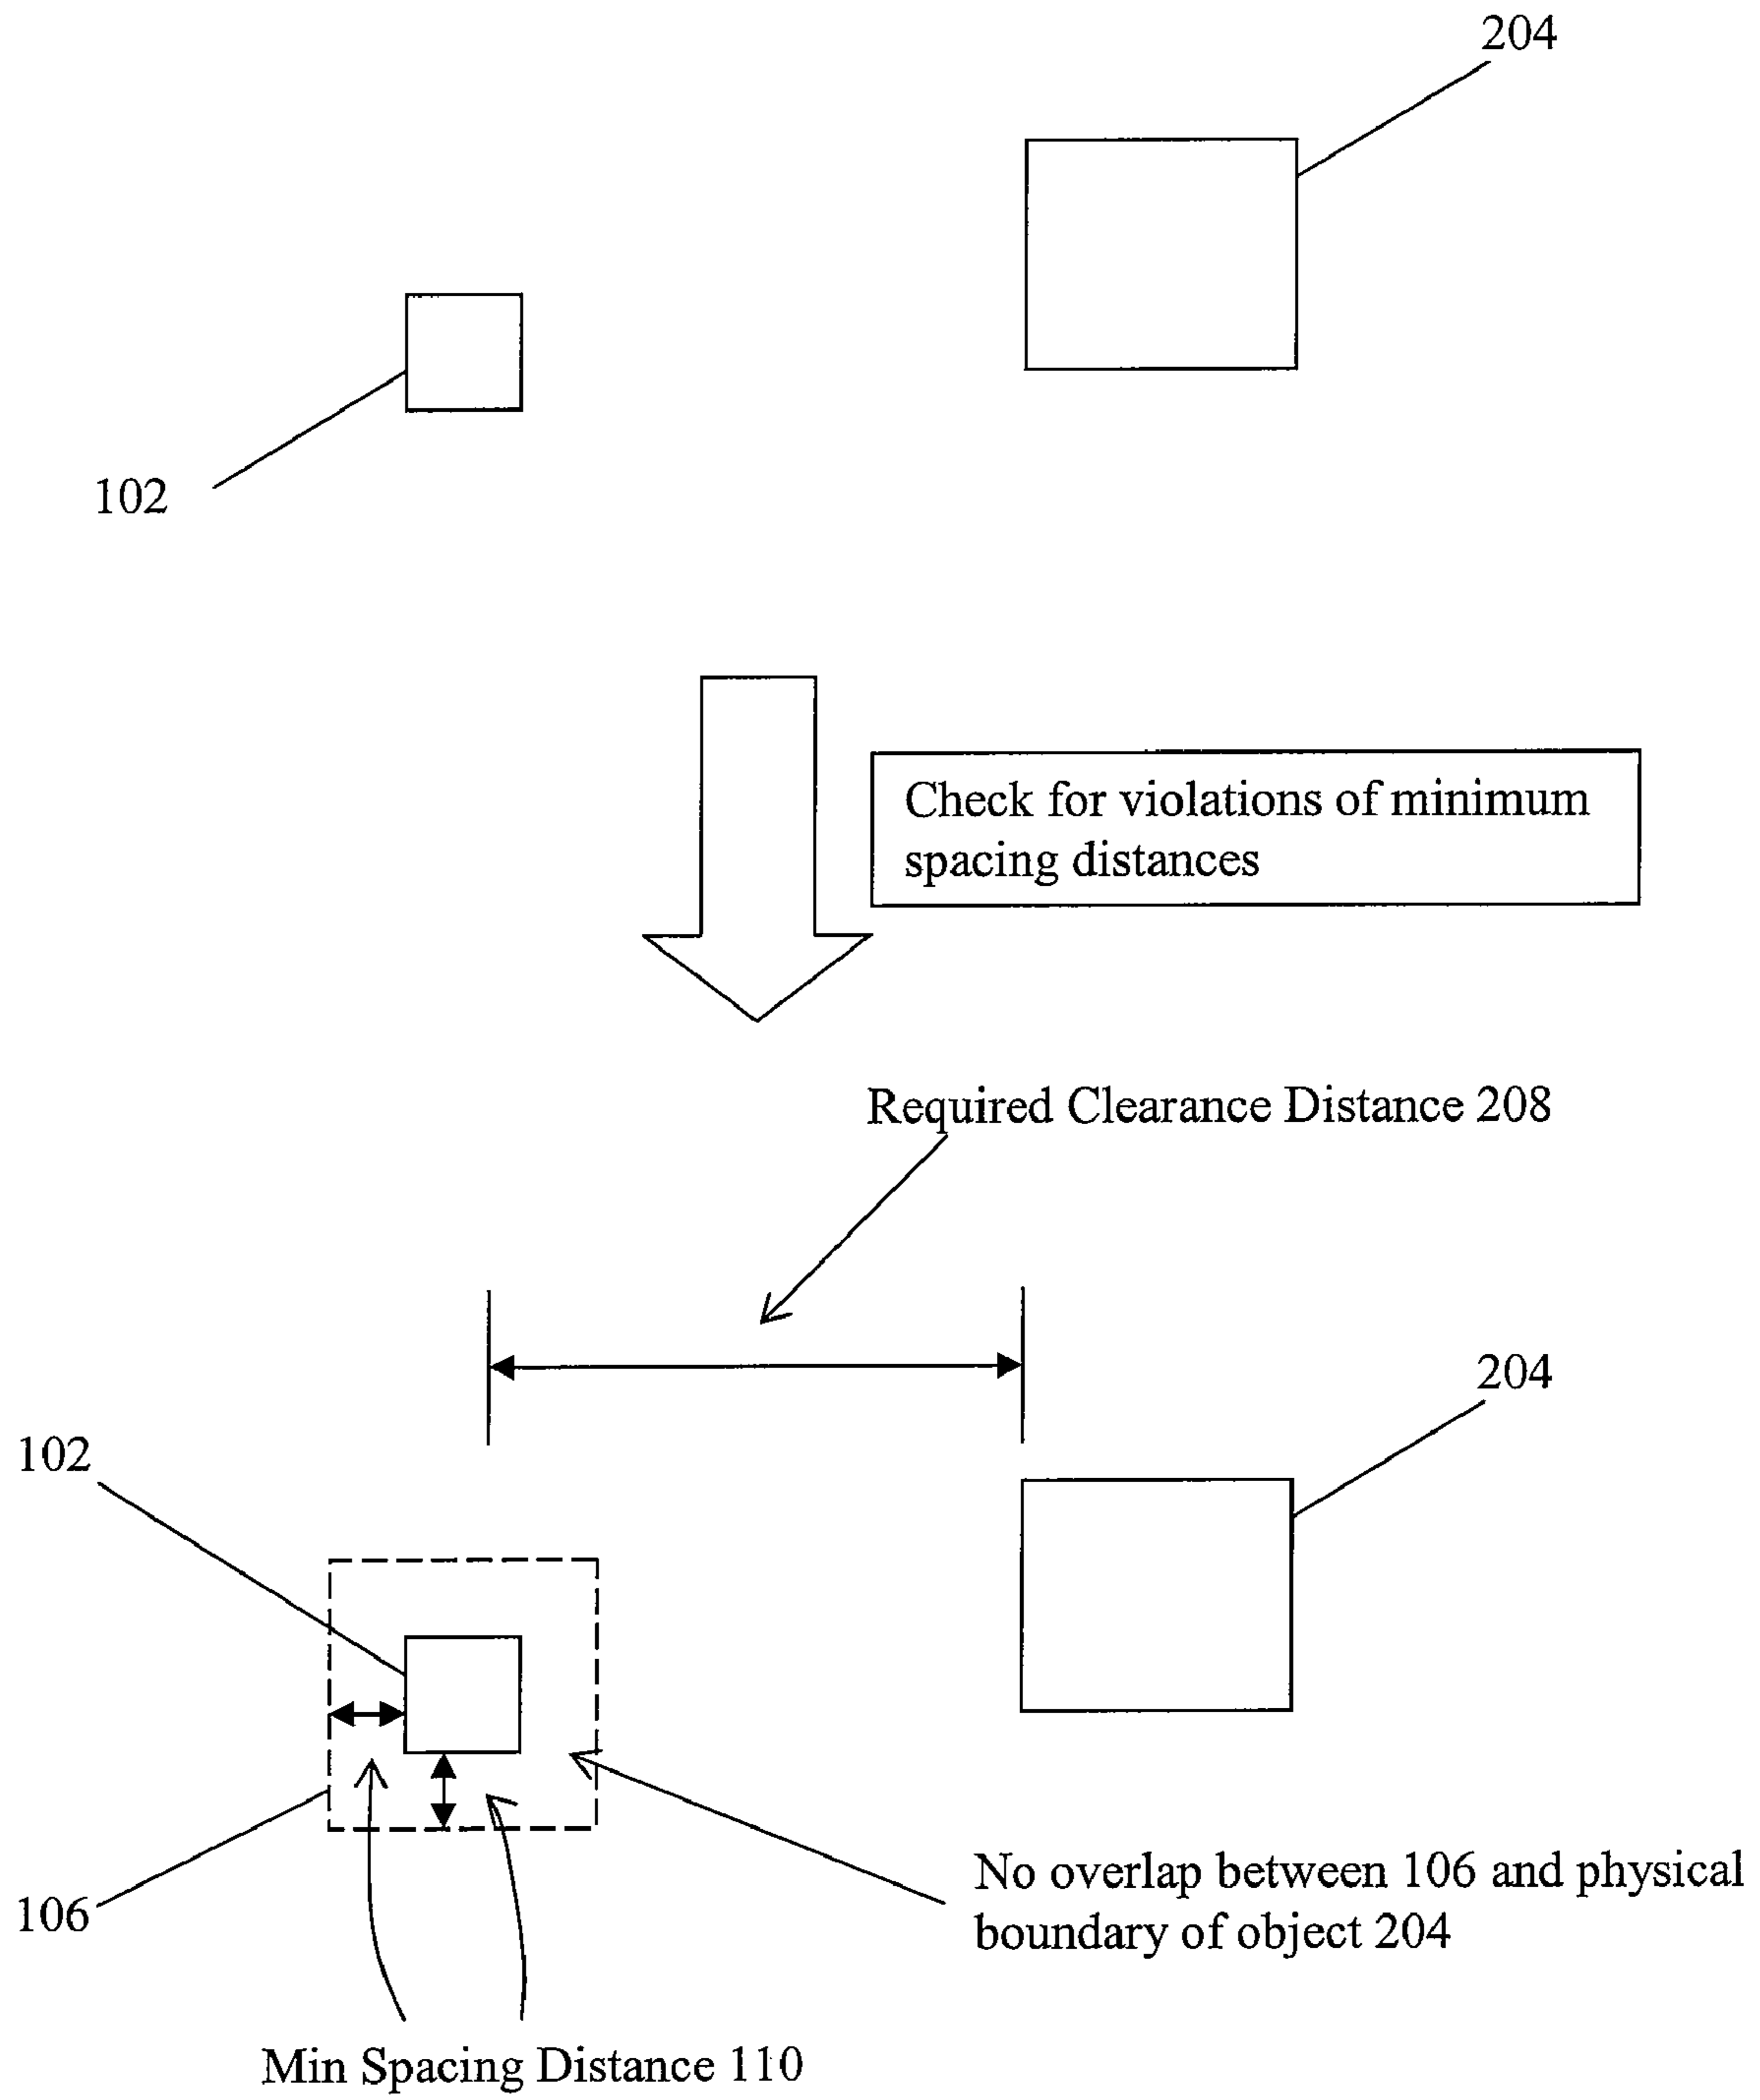 204
102
Check for violations of minimum
spacing distances
Required Clearance Distance 208
204
102
106
No overlap between 106 and physical
boundary of object 204
Min Spacing Distance 110